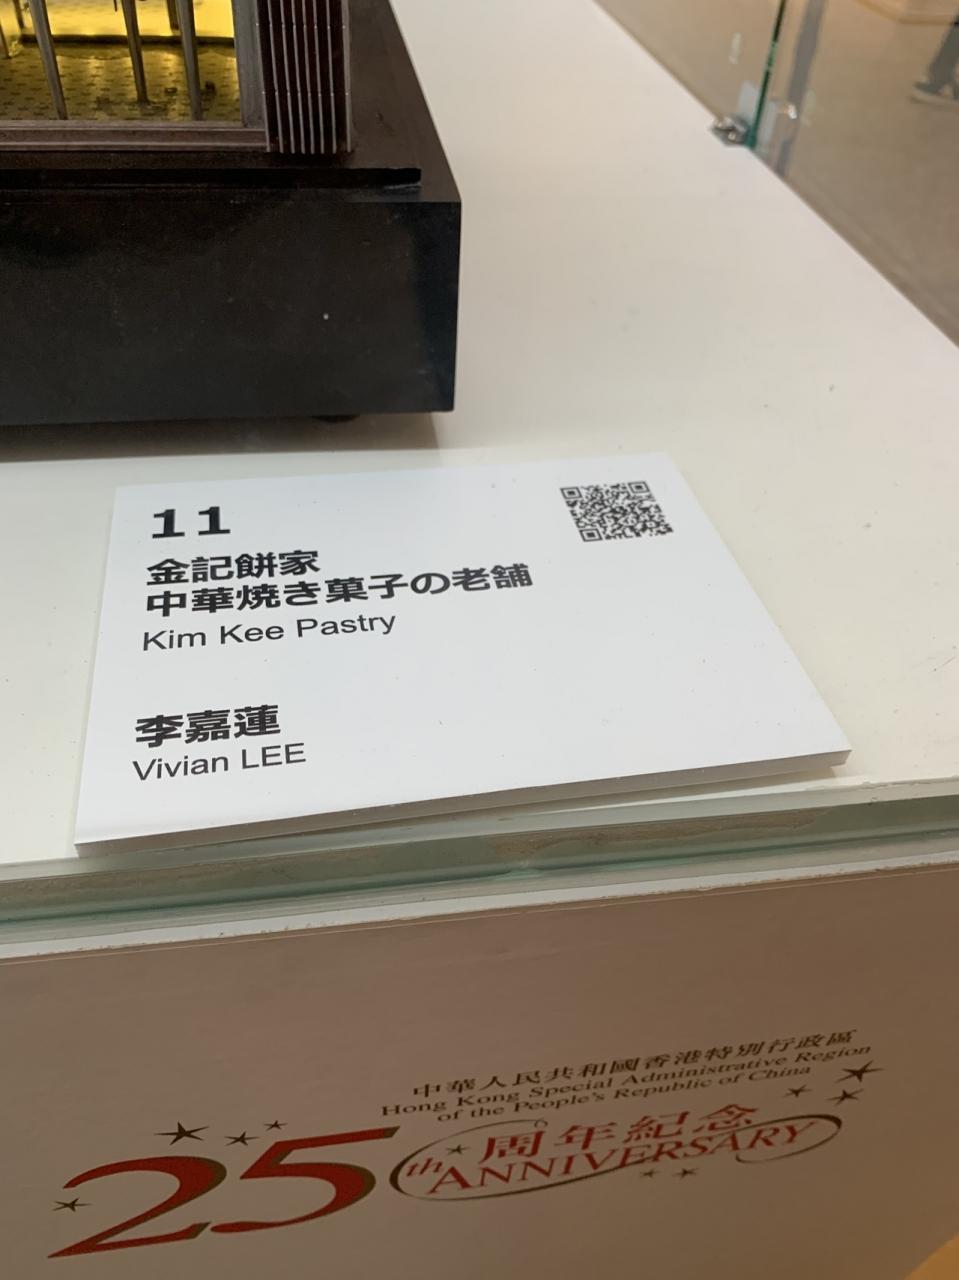 11
金記餅家
中華焼き菓子の老舗
Kim Kee Pastry
李嘉蓮
Vivian LEE
中華人民共和國香港特別行政區
Hong Kong Special Administrative Region
of the People's Republic of China
25th 周年紀念
ANNIVERSARY